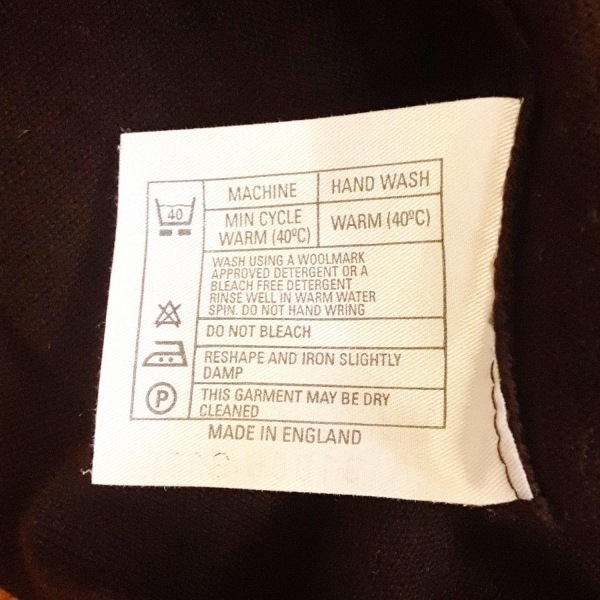 40
MACHINE HAND WASH
MIN CYCLE
WARM (40ºC) WARM (40ºC)
WASH USING A WOOLMARK
APPROVED DETERGENT OR A
BLEACH FREE DETERGENT
RINSE WELL IN WARM WATER
SPIN. DO NOT HAND WRING
DO NOT BLEACH
RESHAPE AND IRON SLIGHTLY
DAMP
P THIS GARMENT MAY BE DRY
CLEANED
MADE IN ENGLAND